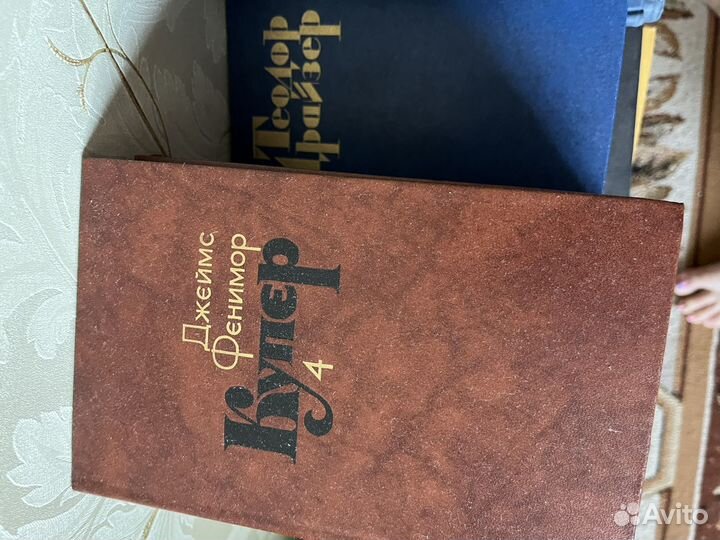 Теодор
Драйзер
Джеймс
Фенимор
Купер
4
Avito